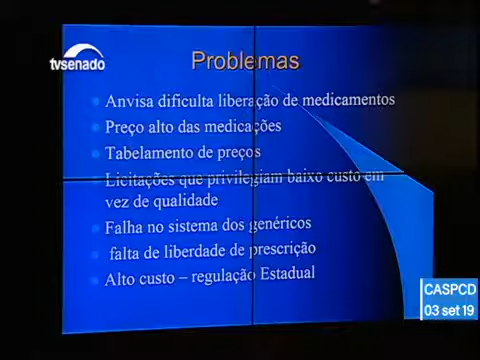 tvsenado
Problemas
Anvisa dificulta liberação de medicamentos
Preço alto das medicações
Tabelamento de preços
Licitações que privilegiam baixo custo em
vez de qualidade
Falha no sistema dos genéricos
falta de liberdade de prescrição
Alto custo – regulação Estadual
CASPCD
03 set 19